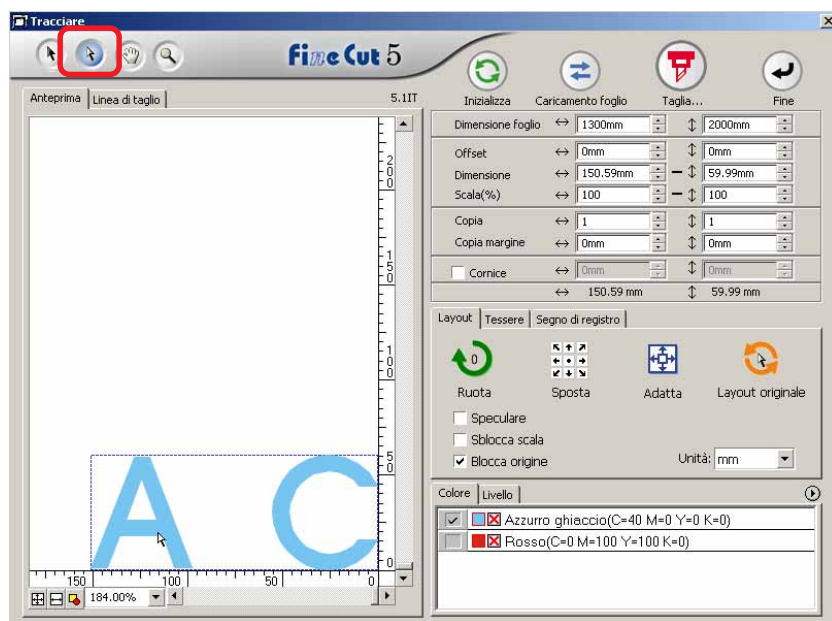 Tracciare
Fine Cut 5
Anteprima
Linea di taglio
5.1IT
Inizializza
Caricamento foglio
Taglia...
Fine
Dimensione foglio 1300mm 2000mm
Offset 0mm 0mm
Dimensione 150.59mm 59.99mm
Scala(%) 100 100
Copia 1 1
Copia margine 0mm 0mm
Cornice 0mm 0mm
150.59 mm 59.99 mm
Layout
Tessere
Segno di registro
0
Ruota
Sposta
Adatta
Layout originale
Speculare
Sblocca scala
Blocca origine
Unità: mm
Colore
Livello
Azzurro ghiaccio(C=40 M=0 Y=0 K=0)
Rosso(C=0 M=100 Y=100 K=0)
200
150
100
50
0
A C
150 100 50 0
184.00%